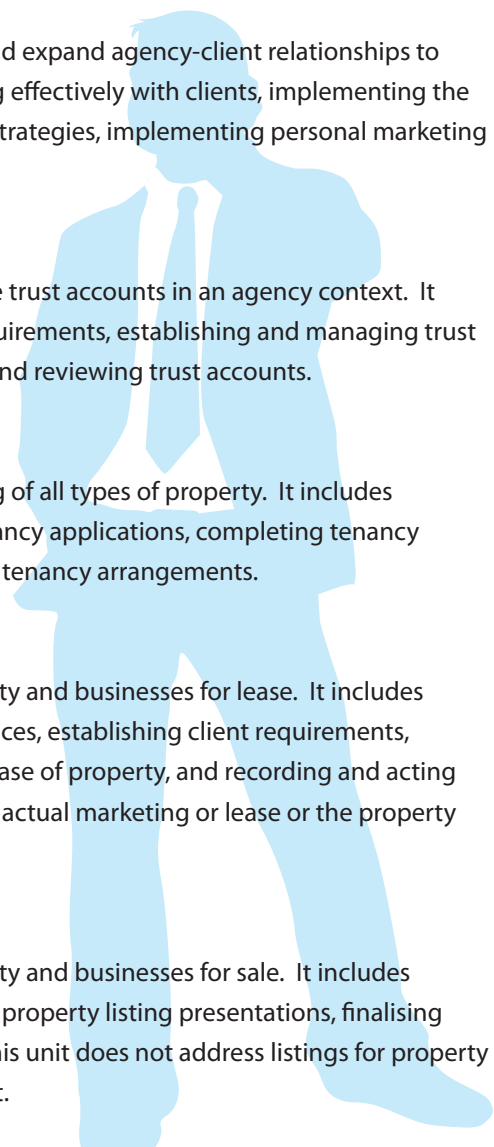 d expand agency-client relationships to
g effectively with clients, implementing the
trategies, implementing personal marketing
e trust accounts in an agency context. It
uirements, establishing and managing trust
nd reviewing trust accounts.
g of all types of property. It includes
ancy applications, completing tenancy
tenancy arrangements.
ty and businesses for lease. It includes
ces, establishing client requirements,
ase of property, and recording and acting
actual marketing or lease or the property
ty and businesses for sale. It includes
property listing presentations, finalising
his unit does not address listings for property
t.